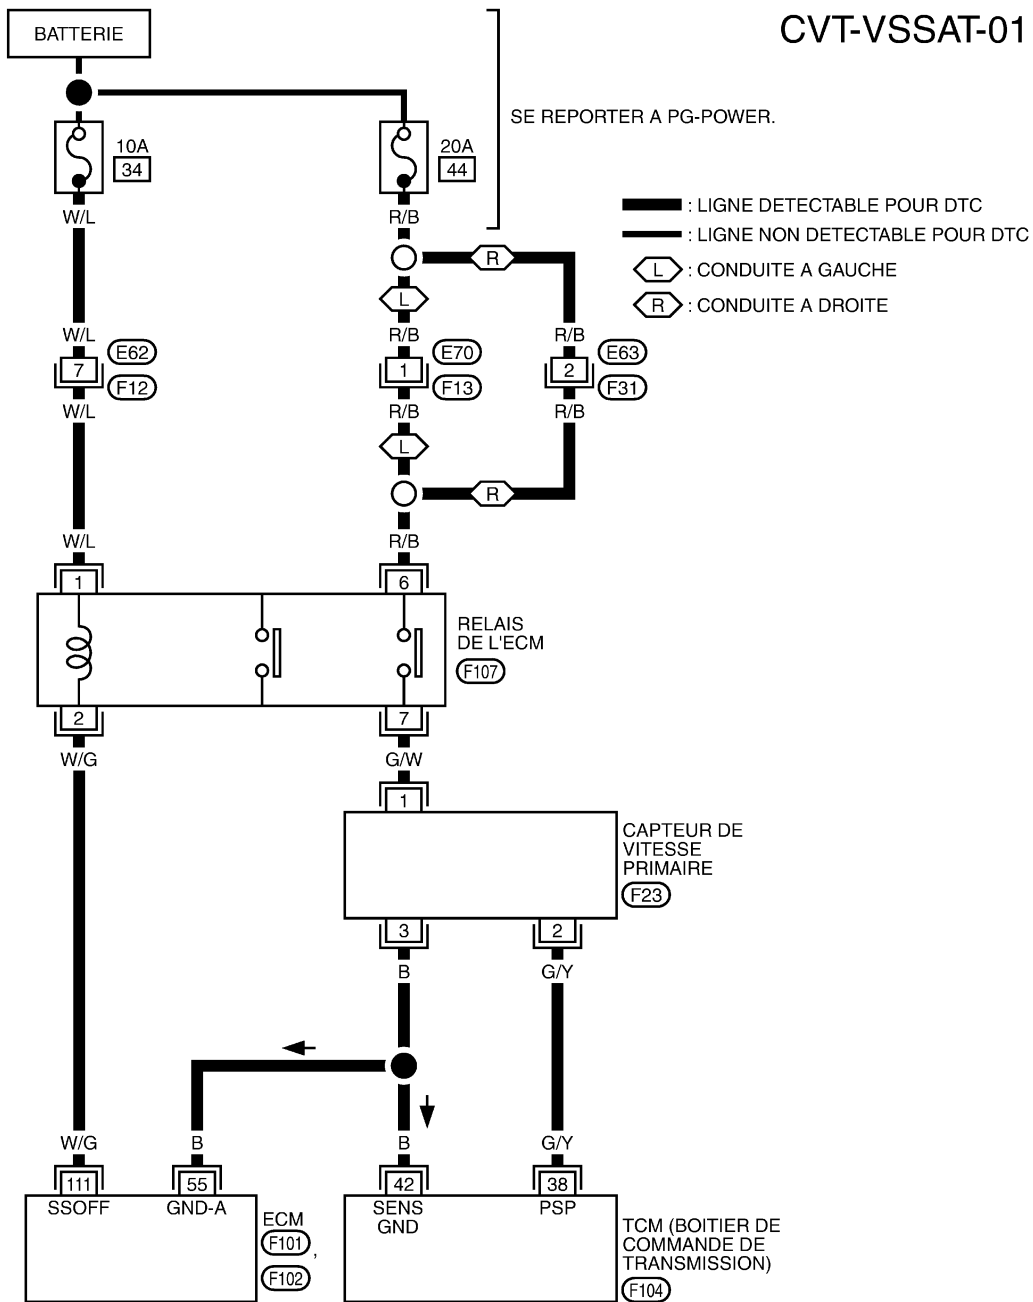 CVT-VSSAT-01
BATTERIE
SE REPORTER A PG-POWER.
10A
34
20A
44
W/L
R/B
: LIGNE DETECTABLE POUR DTC
: LIGNE NON DETECTABLE POUR DTC
L : CONDUITE A GAUCHE
R : CONDUITE A DROITE
R
L
W/L
R/B
R/B
7
E62
F12
1
E70
F13
2
E63
F31
W/L
R/B
R/B
L
R
W/L
R/B
1
6
RELAIS
DE L'ECM
F107
2
7
W/G
G/W
1
CAPTEUR DE
VITESSE
PRIMAIRE
F23
3
2
B
G/Y
W/G
B
B
G/Y
111
55
42
38
SSOFF
GND-A
SENS
GND
PSP
ECM
F101
,
F102
TCM (BOITIER DE
COMMANDE DE
TRANSMISSION)
F104